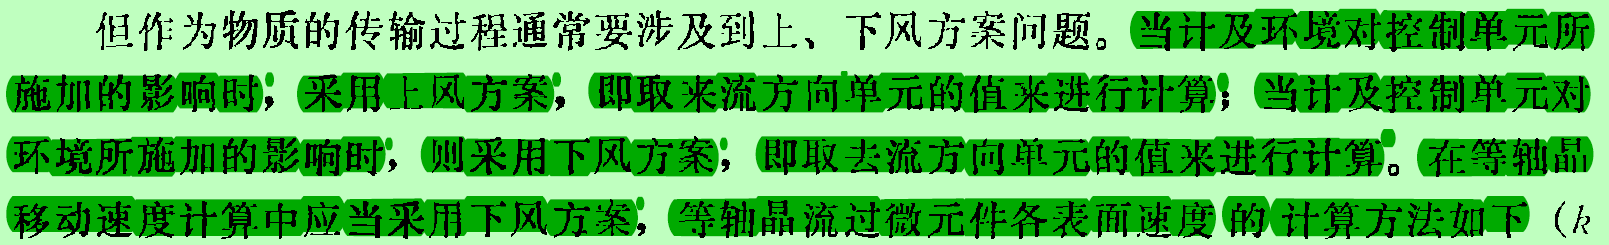 但作为物质的传输过程通常要涉及到上、下风方案问题。当计及环境对控制单元所
施加的影响时，采用上风方案，即取来流方向单元的值来进行计算；当计及控制单元对
环境所施加的影响时，则采用下风方案，即取去流方向单元的值来进行计算。在等轴晶
移动速度计算中应当采用下风方案，等轴晶流过微元件各表面速度的计算方法如下（k